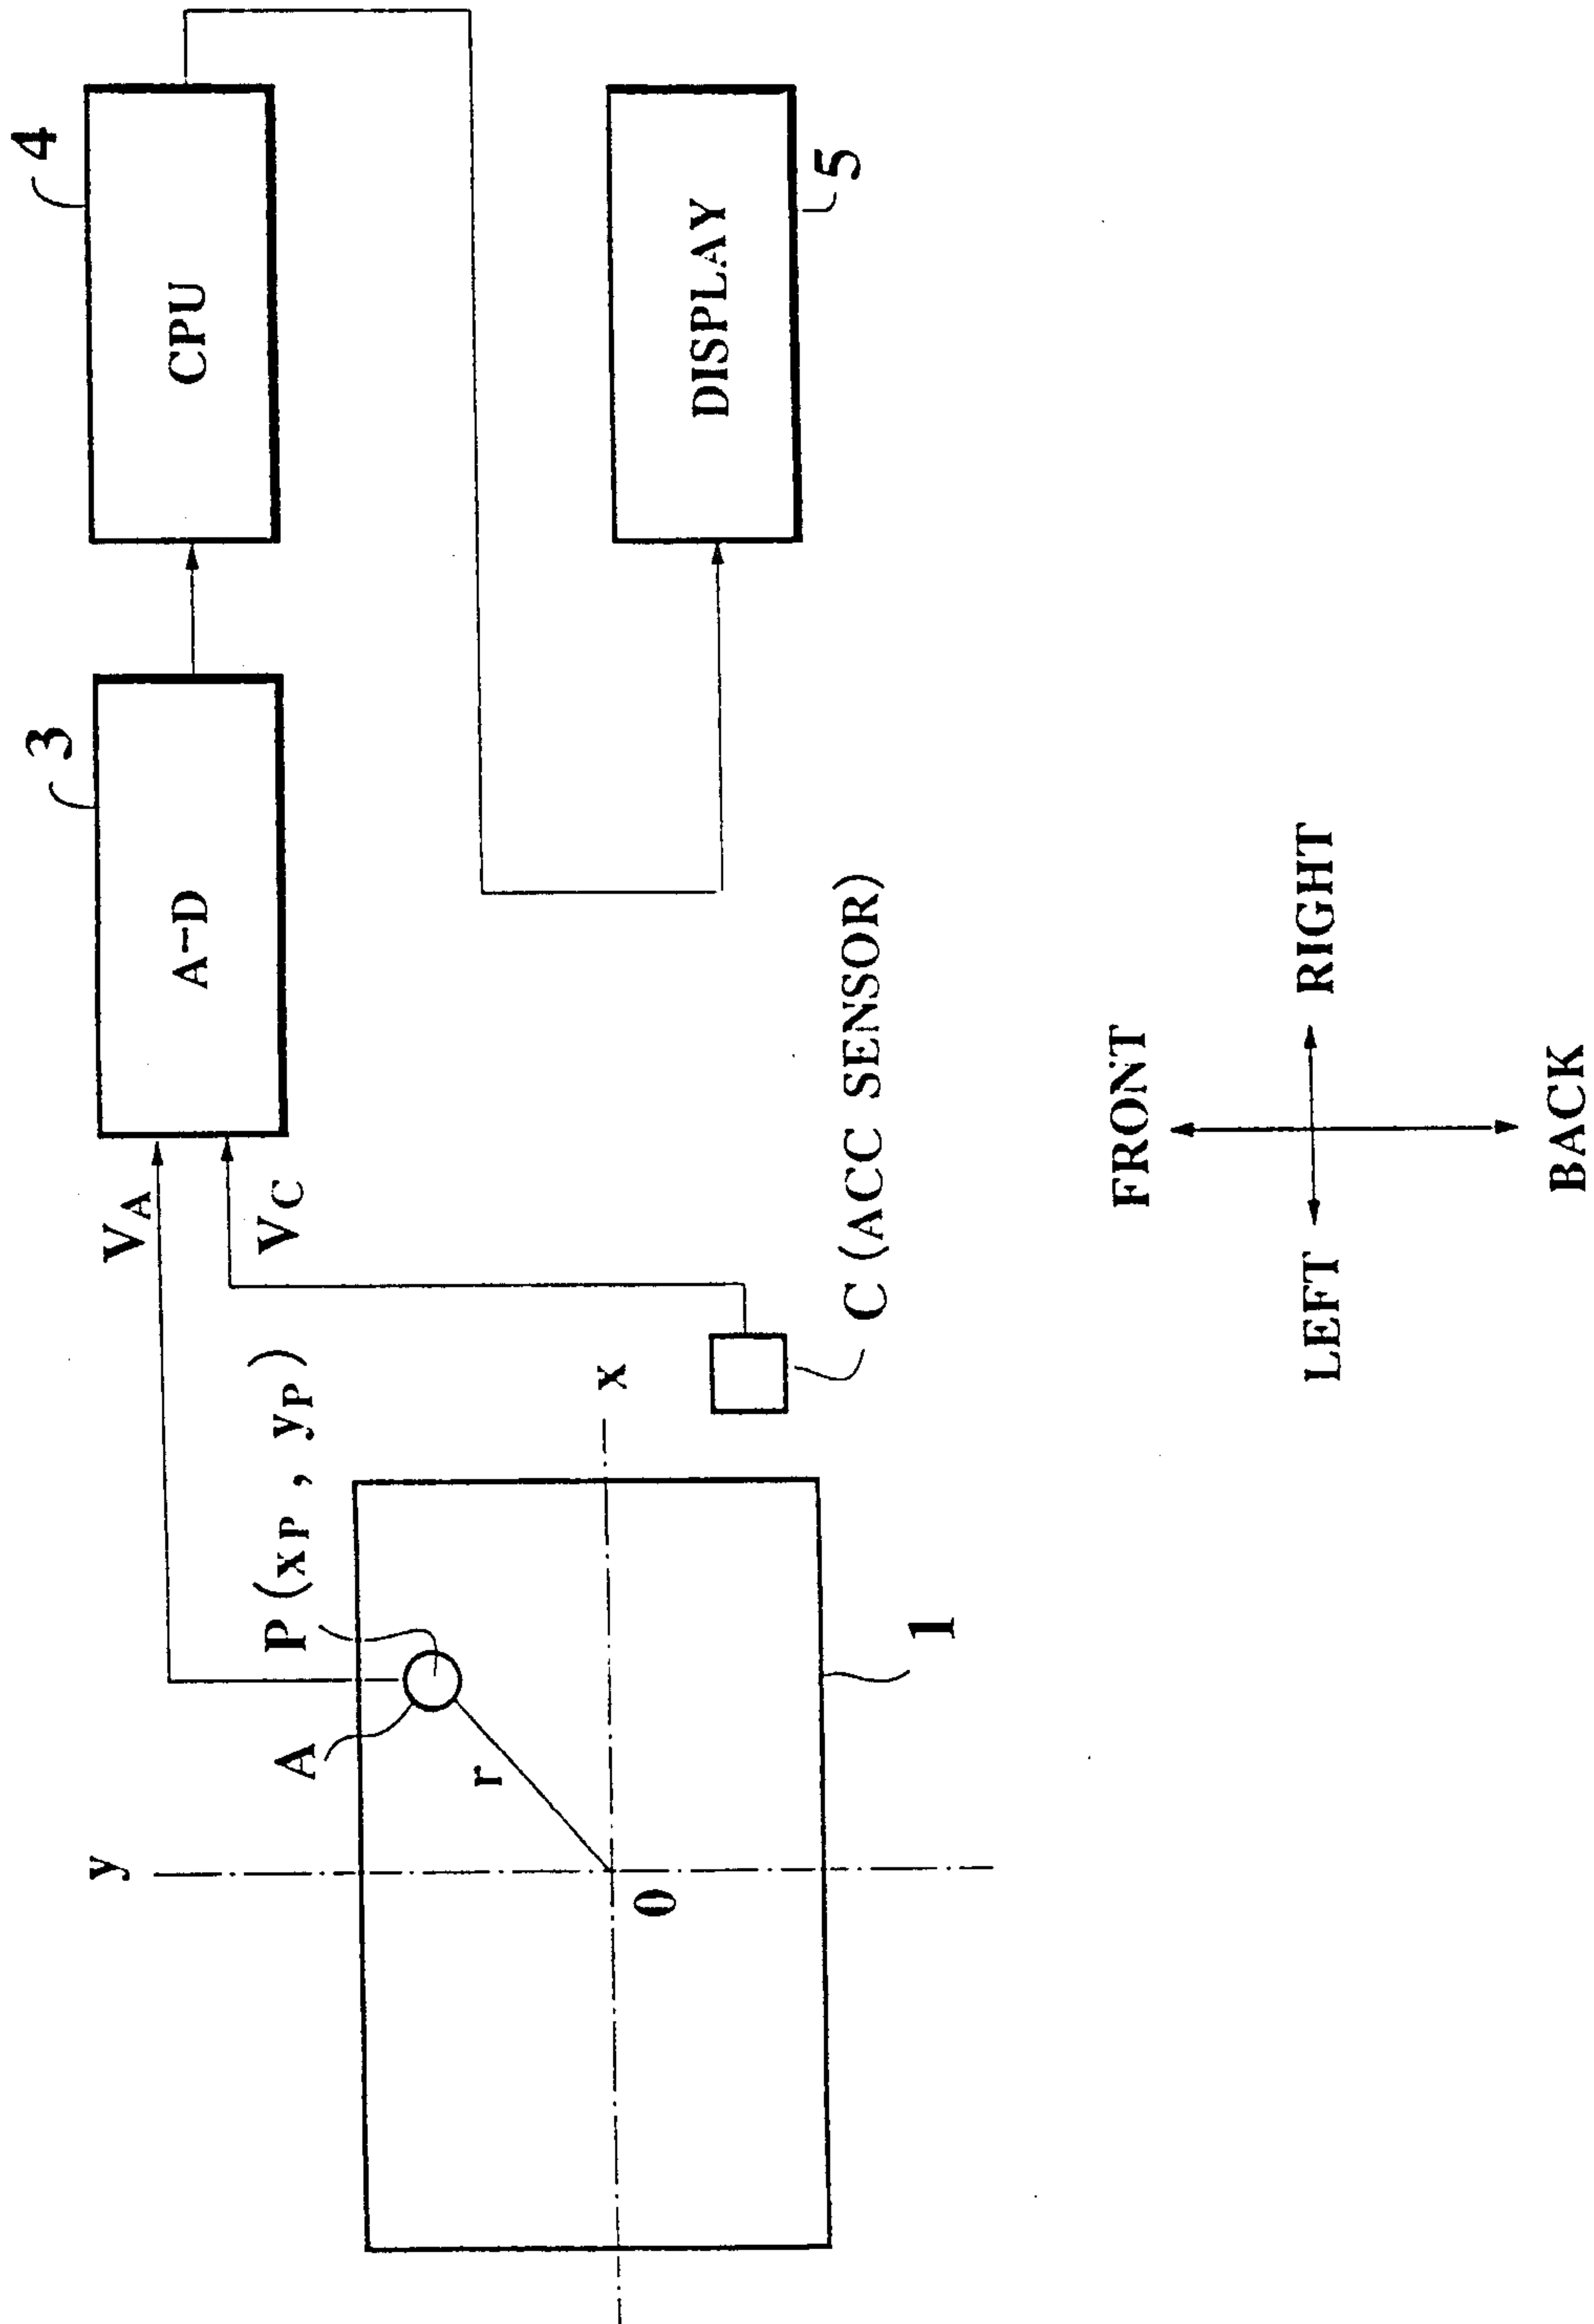 y
A
r
0
1
P (xP , yP)
x
VA
VC
C (ACC SENSOR)
A-D
3
CPU
4
DISPLAY
5
FRONT
LEFT
RIGHT
BACK